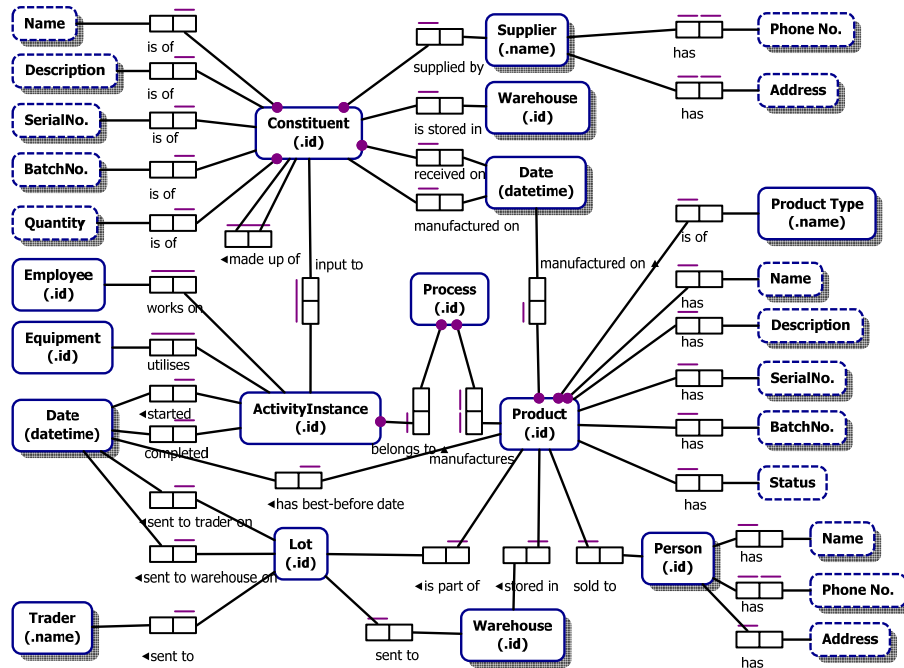 Name
is of
Supplier
(.name)
supplied by
has
Phone No.
Description
is of
Warehouse
(.id)
is stored in
has
Address
SerialNo.
is of
Constituent
(.id)
BatchNo.
is of
received on
Date
(datetime)
manufactured on
Quantity
is of
◄made up of
input to
manufactured on ▲
is of
Product Type
(.name)
Employee
(.id)
works on
Process
(.id)
has
Name
Equipment
(.id)
utilises
has
Description
Date
(datetime)
◄started
completed
ActivityInstance
(.id)
belongs to ▲
manufactures
Product
(.id)
has
SerialNo.
has
BatchNo.
◄has best-before date
has
Status
◄sent to trader on
Lot
(.id)
◄sent to warehouse on
◄is part of
◄stored in
sold to
Person
(.id)
has
Name
has
Phone No.
has
Address
Trader
(.name)
◄sent to
sent to
Warehouse
(.id)